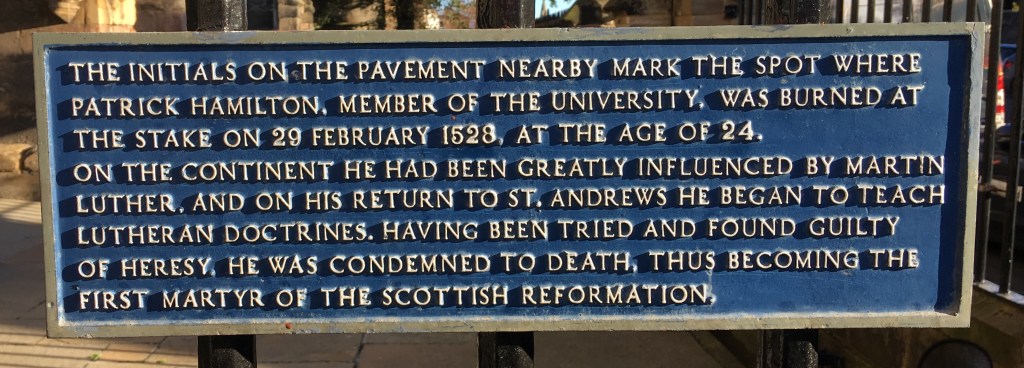 THE INITIALS ON THE PAVEMENT NEARBY MARK THE SPOT WHERE
PATRICK HAMILTON, MEMBER OF THE UNIVERSITY, WAS BURNED AT
THE STAKE ON 29 FEBRUARY 1528, AT THE AGE OF 24.
ON THE CONTINENT HE HAD BEEN GREATLY INFLUENCED BY MARTIN
LUTHER, AND ON HIS RETURN TO ST. ANDREWS HE BEGAN TO TEACH
LUTHERAN DOCTRINES. HAVING BEEN TRIED AND FOUND GUILTY
OF HERESY, HE WAS CONDEMNED TO DEATH, THUS BECOMING THE
FIRST MARTYR OF THE SCOTTISH REFORMATION.